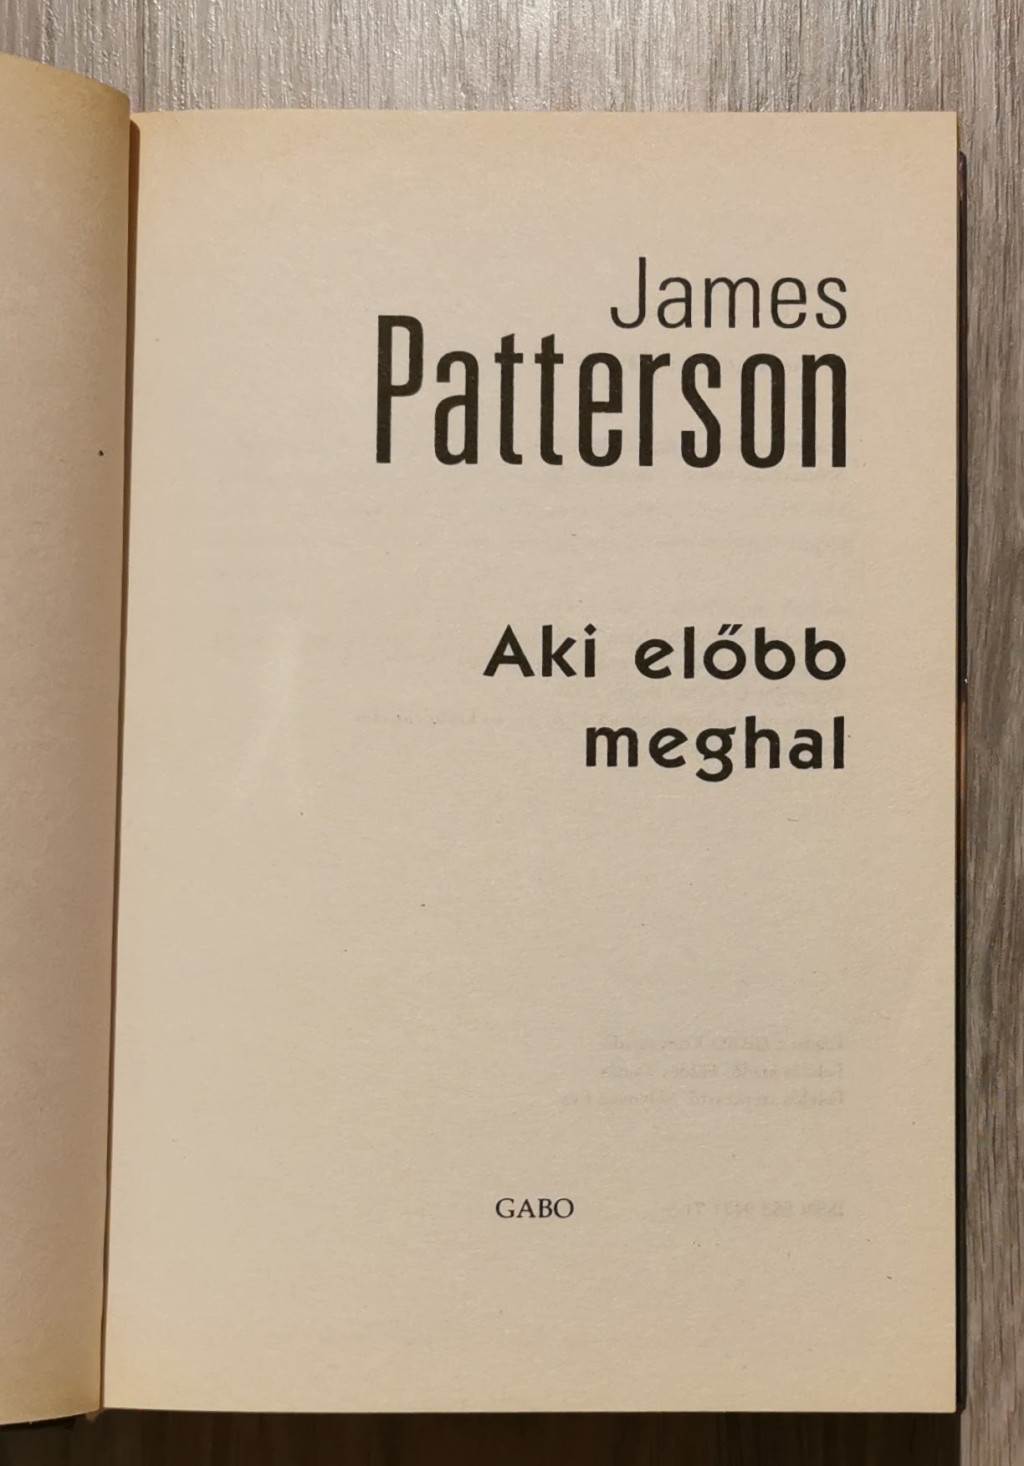 James
Patterson
Aki előbb
meghal
GABO